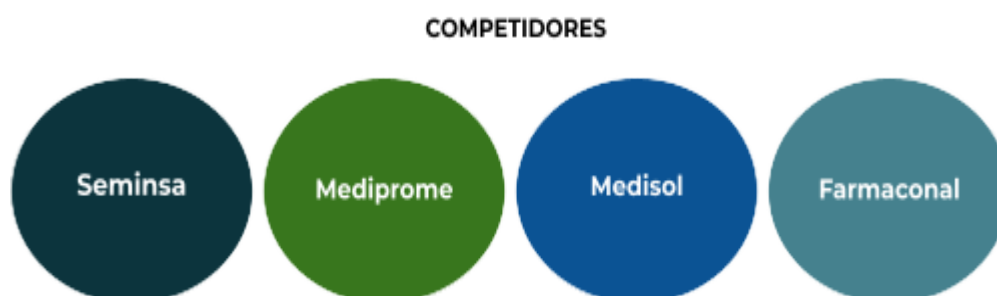 COMPETIDORES
Seminsa
Mediprome
Medisol
Farmaconal